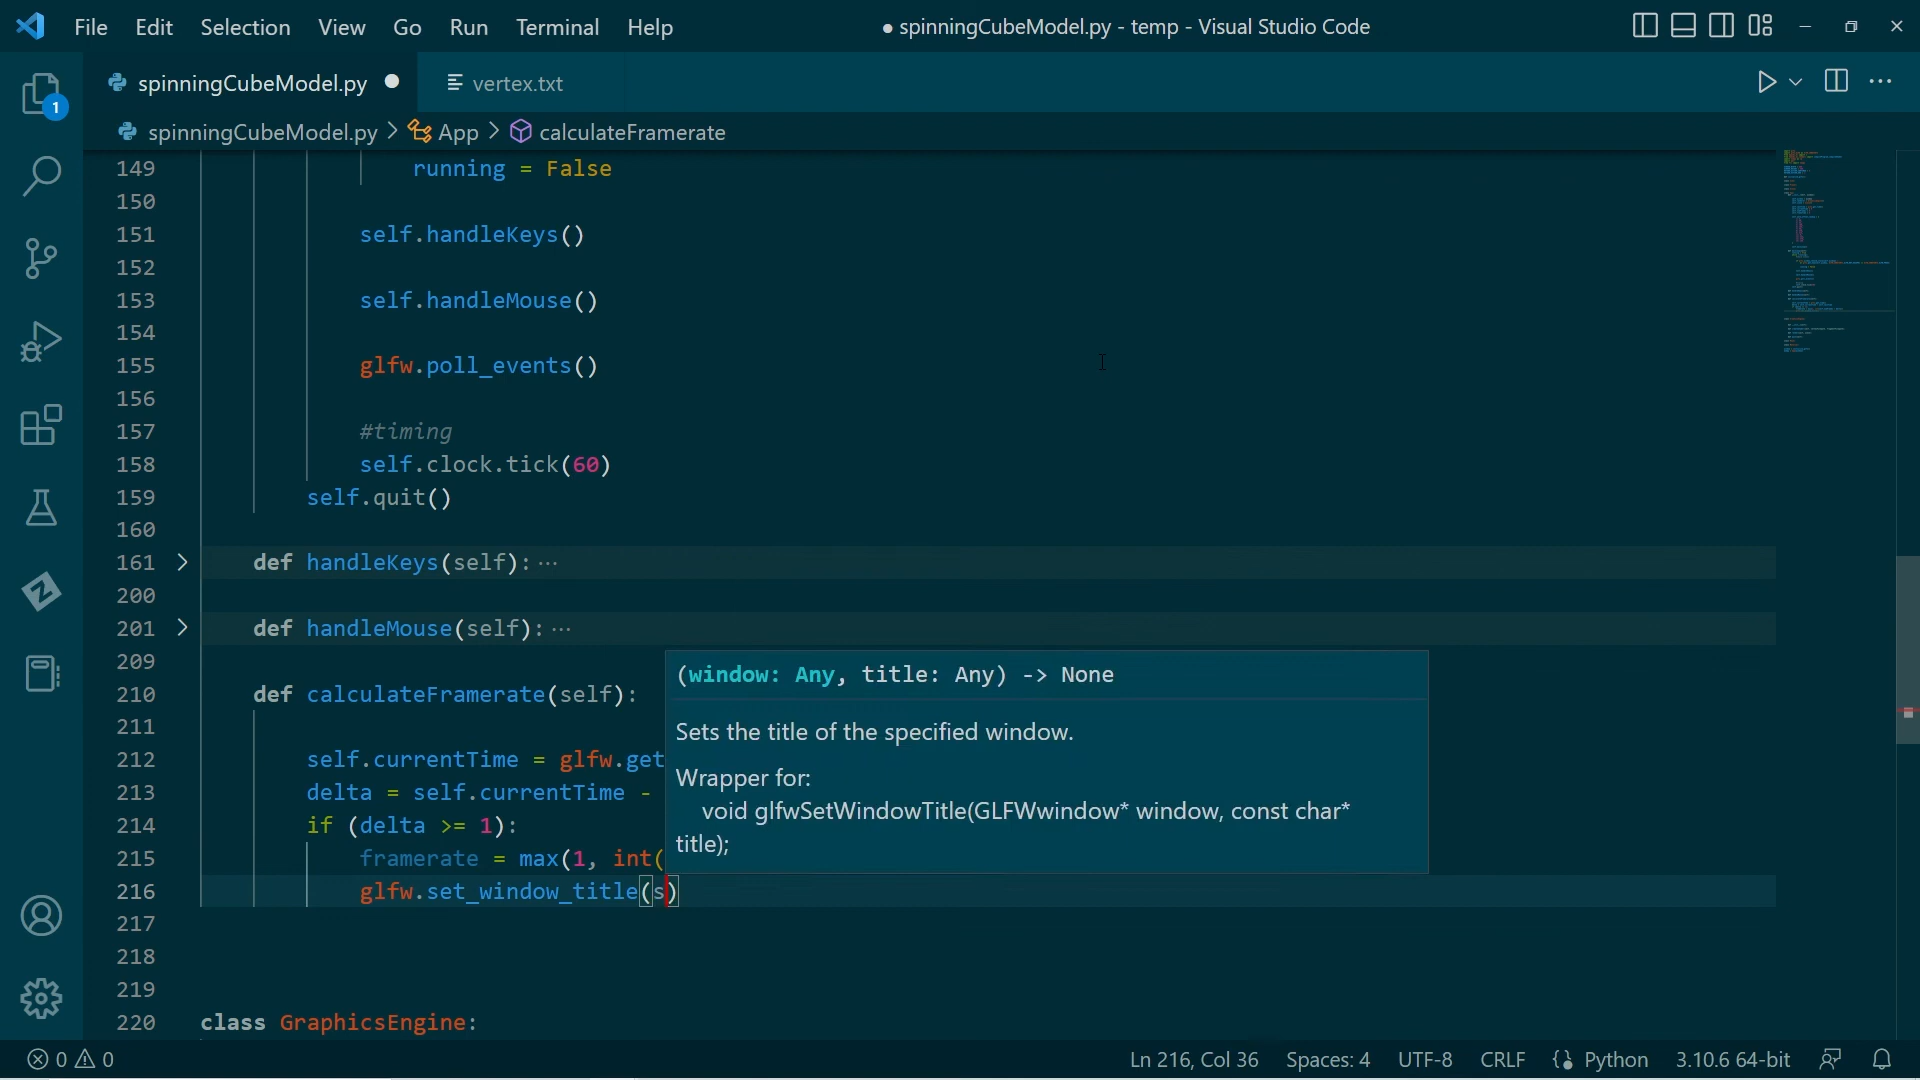 File Edit Selection View Go Run Terminal Help ● spinningCubeModel.py - temp - Visual Studio Code
spinningCubeModel.py ● vertex.txt
1
spinningCubeModel.py > App > calculateFramerate
149 running = False
150
151 self.handleKeys()
152
153 self.handleMouse()
154
155 glfw.poll_events()
156
157 #timing
158 self.clock.tick(60)
159 self.quit()
160
161 def handleKeys(self):···
200
201 def handleMouse(self):···
209
210 def calculateFramerate(self):
211
212 self.currentTime = glfw.get
213 delta = self.currentTime -
214 if (delta >= 1):
215 framerate = max(1, int(
216 glfw.set_window_title(s)
217
218
219
220 class GraphicsEngine:
(window: Any, title: Any) -> None
Sets the title of the specified window.
Wrapper for:
void glfwSetWindowTitle(GLFWwindow* window, const char*
title);
0 0 Ln 216, Col 36 Spaces: 4 UTF-8 CRLF Python 3.10.6 64-bit